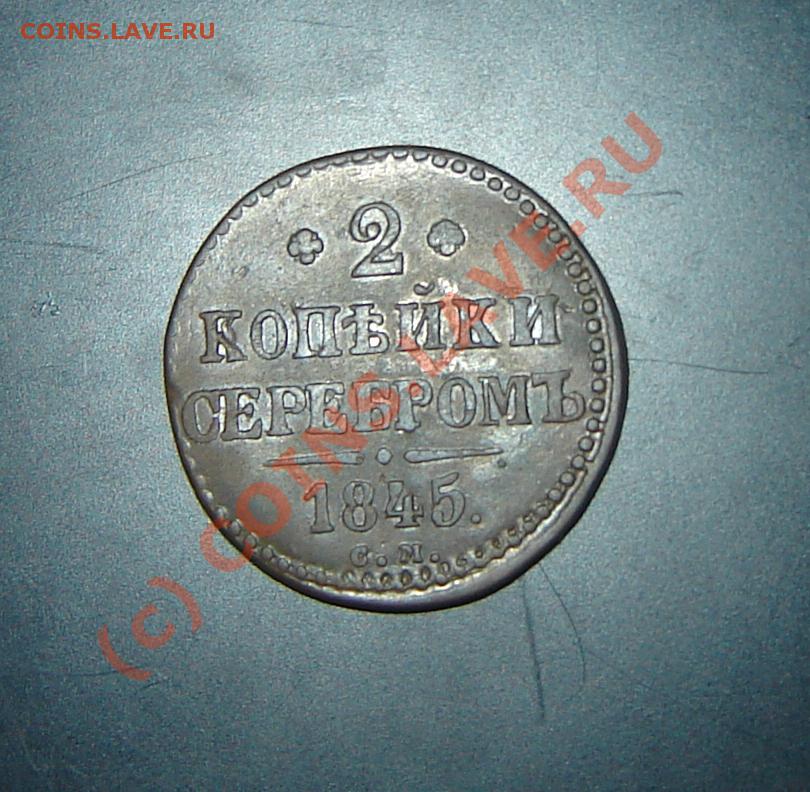 COINS.LAVE.RU
2
КОПѢЙКИ
СЕРЕБРОМЪ
1845.
С.М.
(c) COINS.LAVE.RU